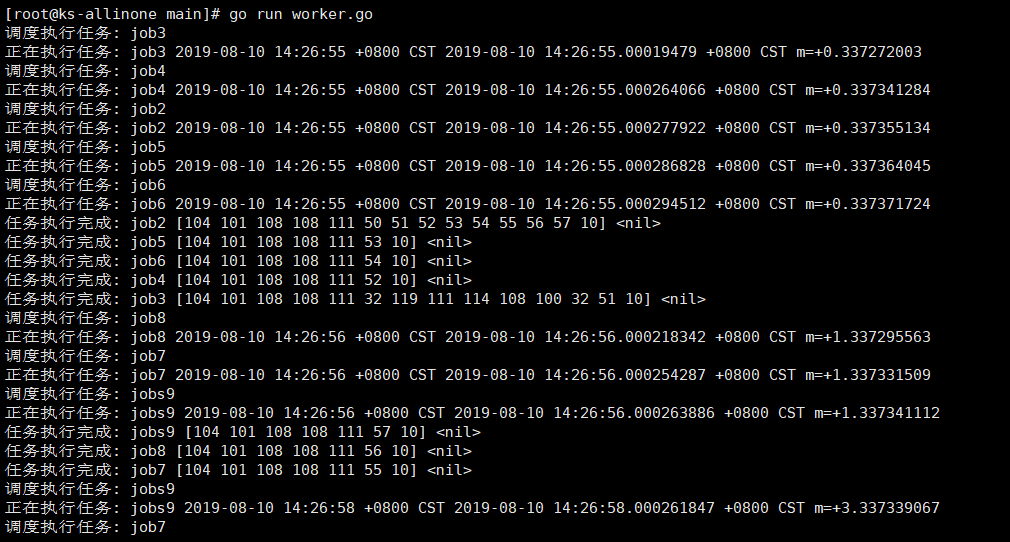 [root@ks-allinone main]# go run worker.go
调度执行任务: job3
正在执行任务: job3 2019-08-10 14:26:55 +0800 CST 2019-08-10 14:26:55.00019479 +0800 CST m=+0.337272003
调度执行任务: job4
正在执行任务: job4 2019-08-10 14:26:55 +0800 CST 2019-08-10 14:26:55.000264066 +0800 CST m=+0.337341284
调度执行任务: job2
正在执行任务: job2 2019-08-10 14:26:55 +0800 CST 2019-08-10 14:26:55.000277922 +0800 CST m=+0.337355134
调度执行任务: job5
正在执行任务: job5 2019-08-10 14:26:55 +0800 CST 2019-08-10 14:26:55.000286828 +0800 CST m=+0.337364045
调度执行任务: job6
正在执行任务: job6 2019-08-10 14:26:55 +0800 CST 2019-08-10 14:26:55.000294512 +0800 CST m=+0.337371724
任务执行完成: job2 [104 101 108 108 111 50 51 52 53 54 55 56 57 10] <nil>
任务执行完成: job5 [104 101 108 108 111 53 10] <nil>
任务执行完成: job6 [104 101 108 108 111 54 10] <nil>
任务执行完成: job4 [104 101 108 108 111 52 10] <nil>
任务执行完成: job3 [104 101 108 108 111 32 119 111 114 108 100 32 51 10] <nil>
调度执行任务: job8
正在执行任务: job8 2019-08-10 14:26:56 +0800 CST 2019-08-10 14:26:56.000218342 +0800 CST m=+1.337295563
调度执行任务: job7
正在执行任务: job7 2019-08-10 14:26:56 +0800 CST 2019-08-10 14:26:56.000254287 +0800 CST m=+1.337331509
调度执行任务: jobs9
正在执行任务: jobs9 2019-08-10 14:26:56 +0800 CST 2019-08-10 14:26:56.000263886 +0800 CST m=+1.337341112
任务执行完成: jobs9 [104 101 108 108 111 57 10] <nil>
任务执行完成: job8 [104 101 108 108 111 56 10] <nil>
任务执行完成: job7 [104 101 108 108 111 55 10] <nil>
调度执行任务: jobs9
正在执行任务: jobs9 2019-08-10 14:26:58 +0800 CST 2019-08-10 14:26:58.000261847 +0800 CST m=+3.337339067
调度执行任务: job7